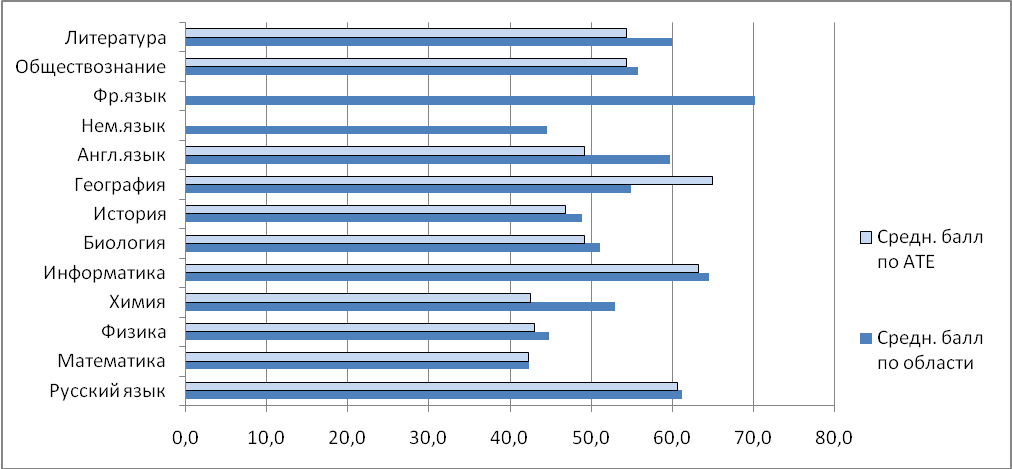 Литература
Обществознание
Фр.язык
Нем.язык
Англ.язык
География
История
Биология
Информатика
Химия
Физика
Математика
Русский язык
0,0 10,0 20,0 30,0 40,0 50,0 60,0 70,0 80,0
Средн. балл
по АТЕ
Средн. балл
по области